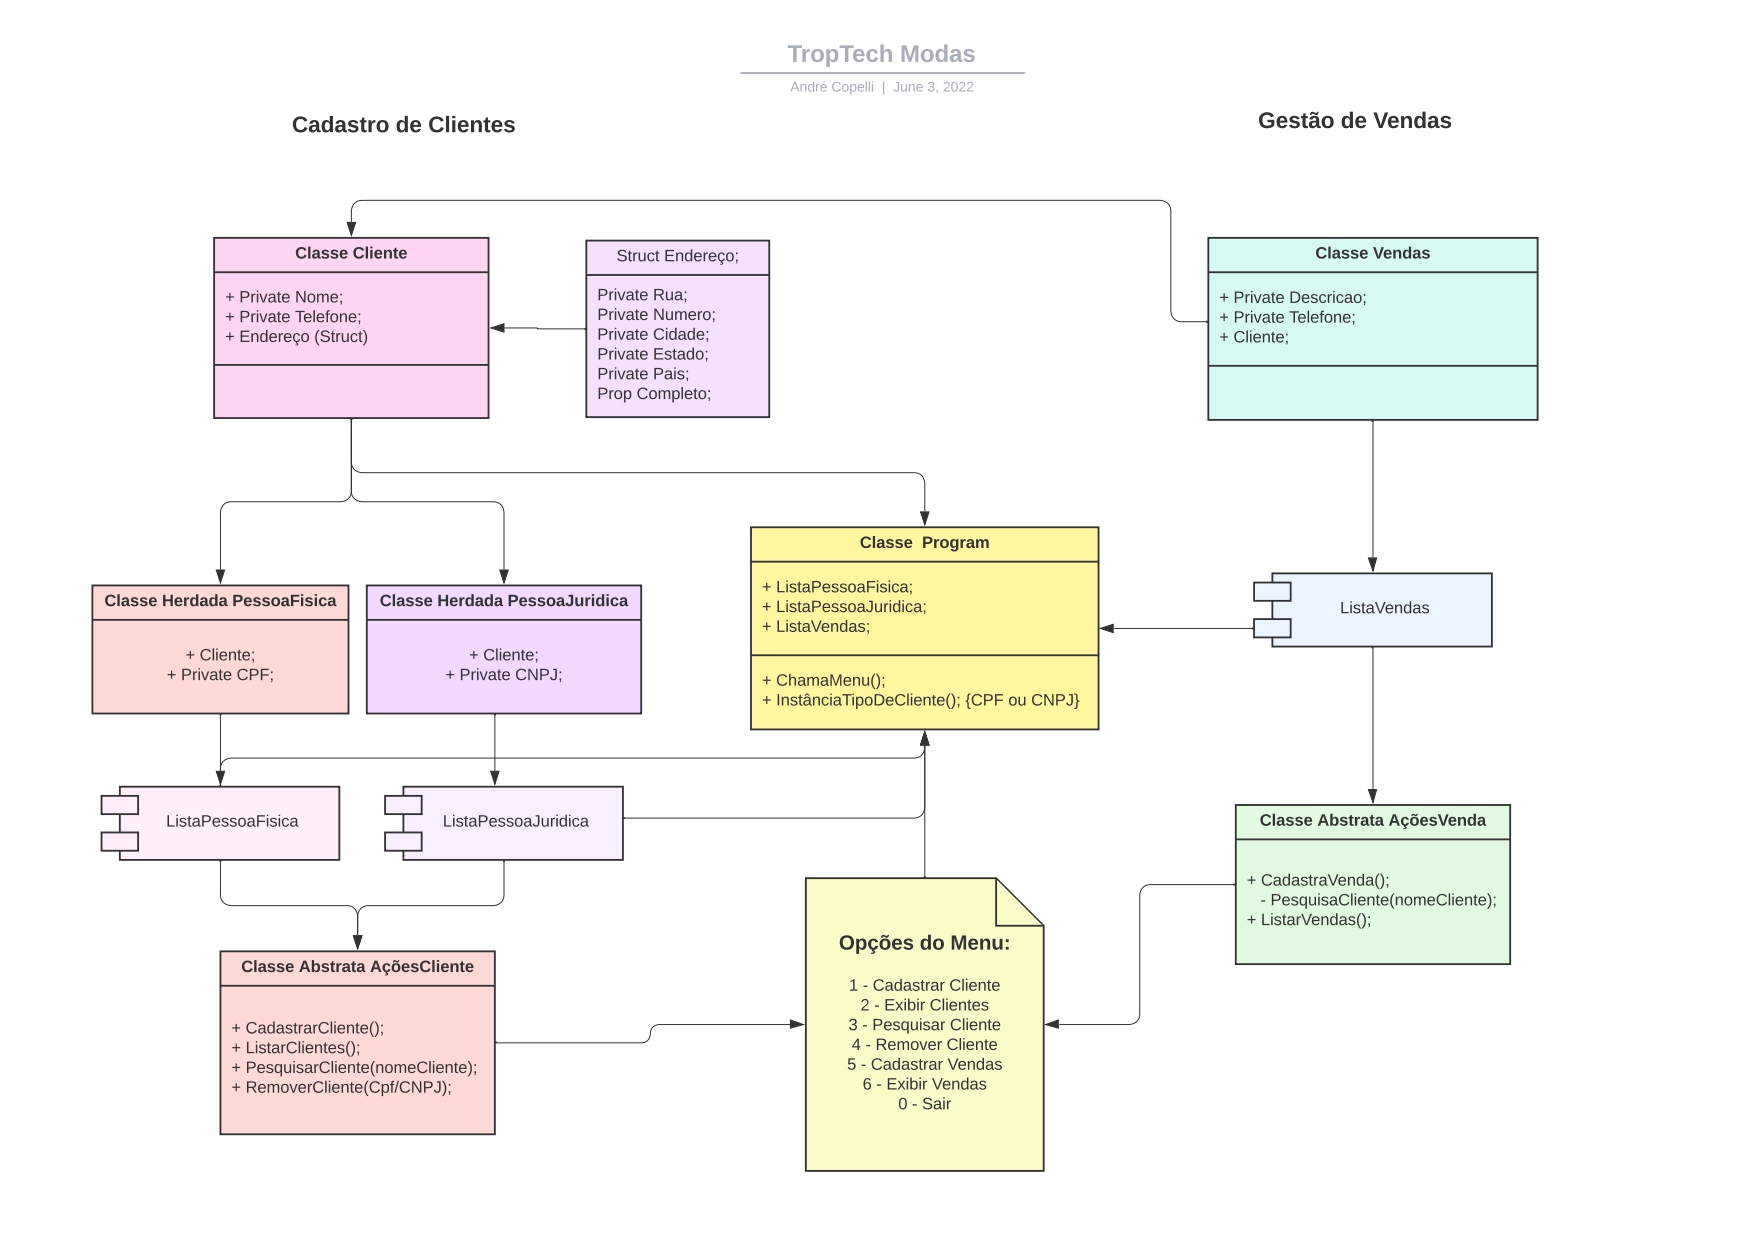 TropTech Modas
André Copelli | June 3, 2022
Cadastro de Clientes
Gestão de Vendas
Classe Cliente
+ Private Nome;
+ Private Telefone;
+ Endereço (Struct)
Struct Endereço;
Private Rua;
Private Numero;
Private Cidade;
Private Estado;
Private Pais;
Prop Completo;
Classe Vendas
+ Private Descricao;
+ Private Telefone;
+ Cliente;
Classe Herdada PessoaFisica
+ Cliente;
+ Private CPF;
Classe Herdada PessoaJuridica
+ Cliente;
+ Private CNPJ;
Classe  Program
+ ListaPessoaFisica;
+ ListaPessoaJuridica;
+ ListaVendas;
+ ChamaMenu();
+ InstânciaTipoDeCliente(); {CPF ou CNPJ}
ListaVendas
ListaPessoaFisica
ListaPessoaJuridica
Classe Abstrata AçõesVenda
+ CadastraVenda();
- PesquisaCliente(nomeCliente);
+ ListarVendas();
Classe Abstrata AçõesCliente
+ CadastrarCliente();
+ ListarClientes();
+ PesquisarCliente(nomeCliente);
+ RemoverCliente(Cpf/CNPJ);
Opções do Menu:
1 - Cadastrar Cliente
2 - Exibir Clientes
3 - Pesquisar Cliente
4 - Remover Cliente
5 - Cadastrar Vendas
6 - Exibir Vendas
0 - Sair